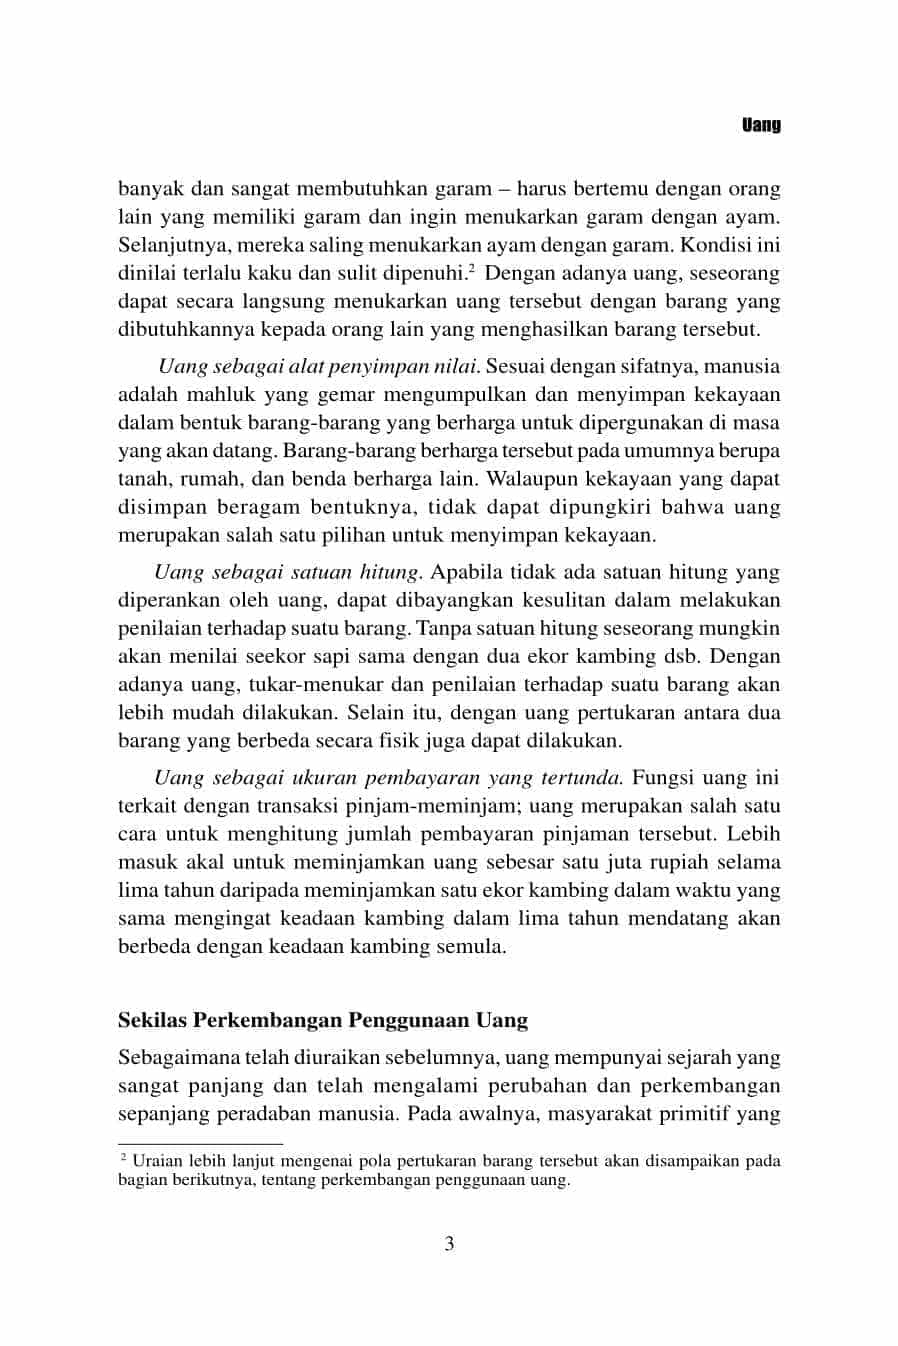 Uang
banyak dan sangat membutuhkan garam – harus bertemu dengan orang
lain yang memiliki garam dan ingin menukarkan garam dengan ayam.
Selanjutnya, mereka saling menukarkan ayam dengan garam. Kondisi ini
dinilai terlalu kaku dan sulit dipenuhi.² Dengan adanya uang, seseorang
dapat secara langsung menukarkan uang tersebut dengan barang yang
dibutuhkannya kepada orang lain yang menghasilkan barang tersebut.
Uang sebagai alat penyimpan nilai. Sesuai dengan sifatnya, manusia
adalah mahluk yang gemar mengumpulkan dan menyimpan kekayaan
dalam bentuk barang-barang yang berharga untuk dipergunakan di masa
yang akan datang. Barang-barang berharga tersebut pada umumnya berupa
tanah, rumah, dan benda berharga lain. Walaupun kekayaan yang dapat
disimpan beragam bentuknya, tidak dapat dipungkiri bahwa uang
merupakan salah satu pilihan untuk menyimpan kekayaan.
Uang sebagai satuan hitung. Apabila tidak ada satuan hitung yang
diperankan oleh uang, dapat dibayangkan kesulitan dalam melakukan
penilaian terhadap suatu barang. Tanpa satuan hitung seseorang mungkin
akan menilai seekor sapi sama dengan dua ekor kambing dsb. Dengan
adanya uang, tukar-menukar dan penilaian terhadap suatu barang akan
lebih mudah dilakukan. Selain itu, dengan uang pertukaran antara dua
barang yang berbeda secara fisik juga dapat dilakukan.
Uang sebagai ukuran pembayaran yang tertunda. Fungsi uang ini
terkait dengan transaksi pinjam-meminjam; uang merupakan salah satu
cara untuk menghitung jumlah pembayaran pinjaman tersebut. Lebih
masuk akal untuk meminjamkan uang sebesar satu juta rupiah selama
lima tahun daripada meminjamkan satu ekor kambing dalam waktu yang
sama mengingat keadaan kambing dalam lima tahun mendatang akan
berbeda dengan keadaan kambing semula.
Sekilas Perkembangan Penggunaan Uang
Sebagaimana telah diuraikan sebelumnya, uang mempunyai sejarah yang
sangat panjang dan telah mengalami perubahan dan perkembangan
sepanjang peradaban manusia. Pada awalnya, masyarakat primitif yang
² Uraian lebih lanjut mengenai pola pertukaran barang tersebut akan disampaikan pada
bagian berikutnya, tentang perkembangan penggunaan uang.
3